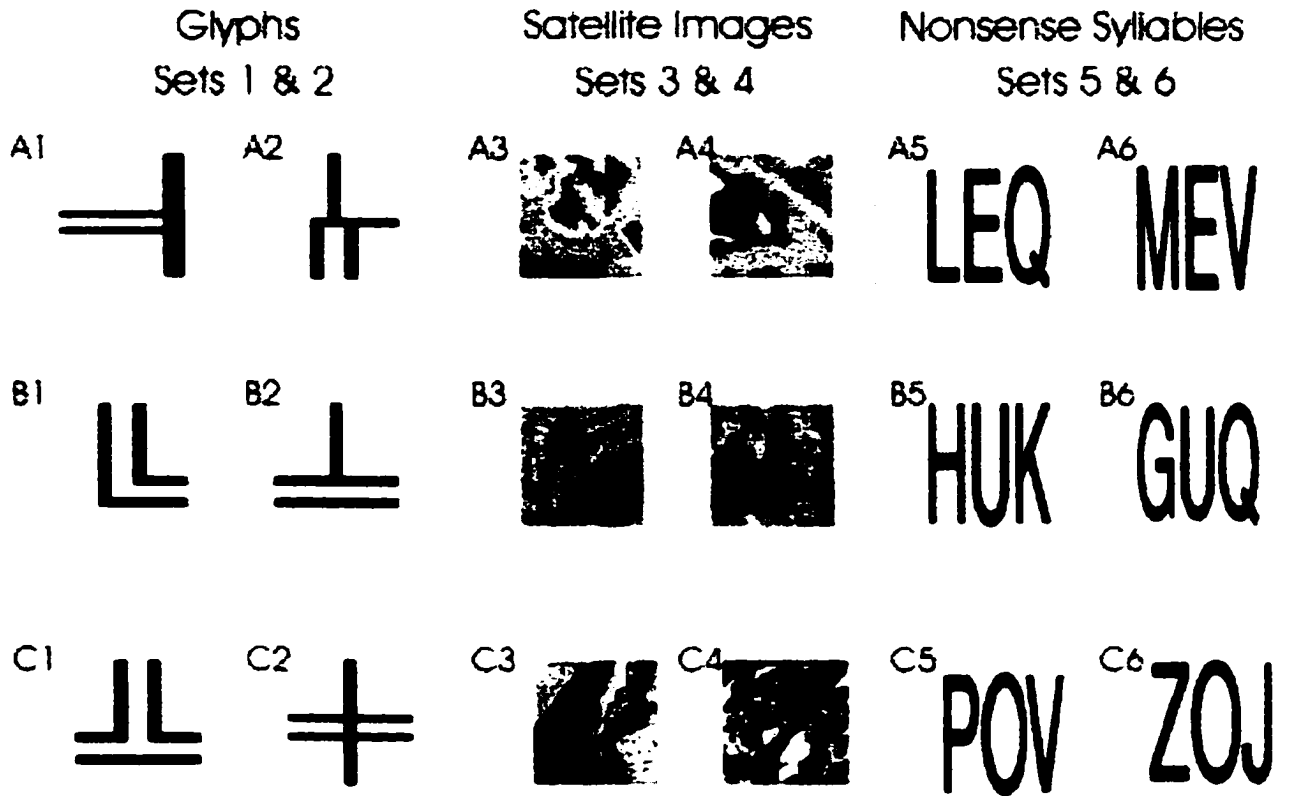 Glyphs Satellite Images Nonsense Syllables
Sets 1 & 2 Sets 3 & 4 Sets 5 & 6
A1 A2 A3 A4 A5 LEQ A6 MEV
B1 B2 B3 B4 B5 HUK B6 GUQ
C1 C2 C3 C4 C5 POV C6 ZOJ